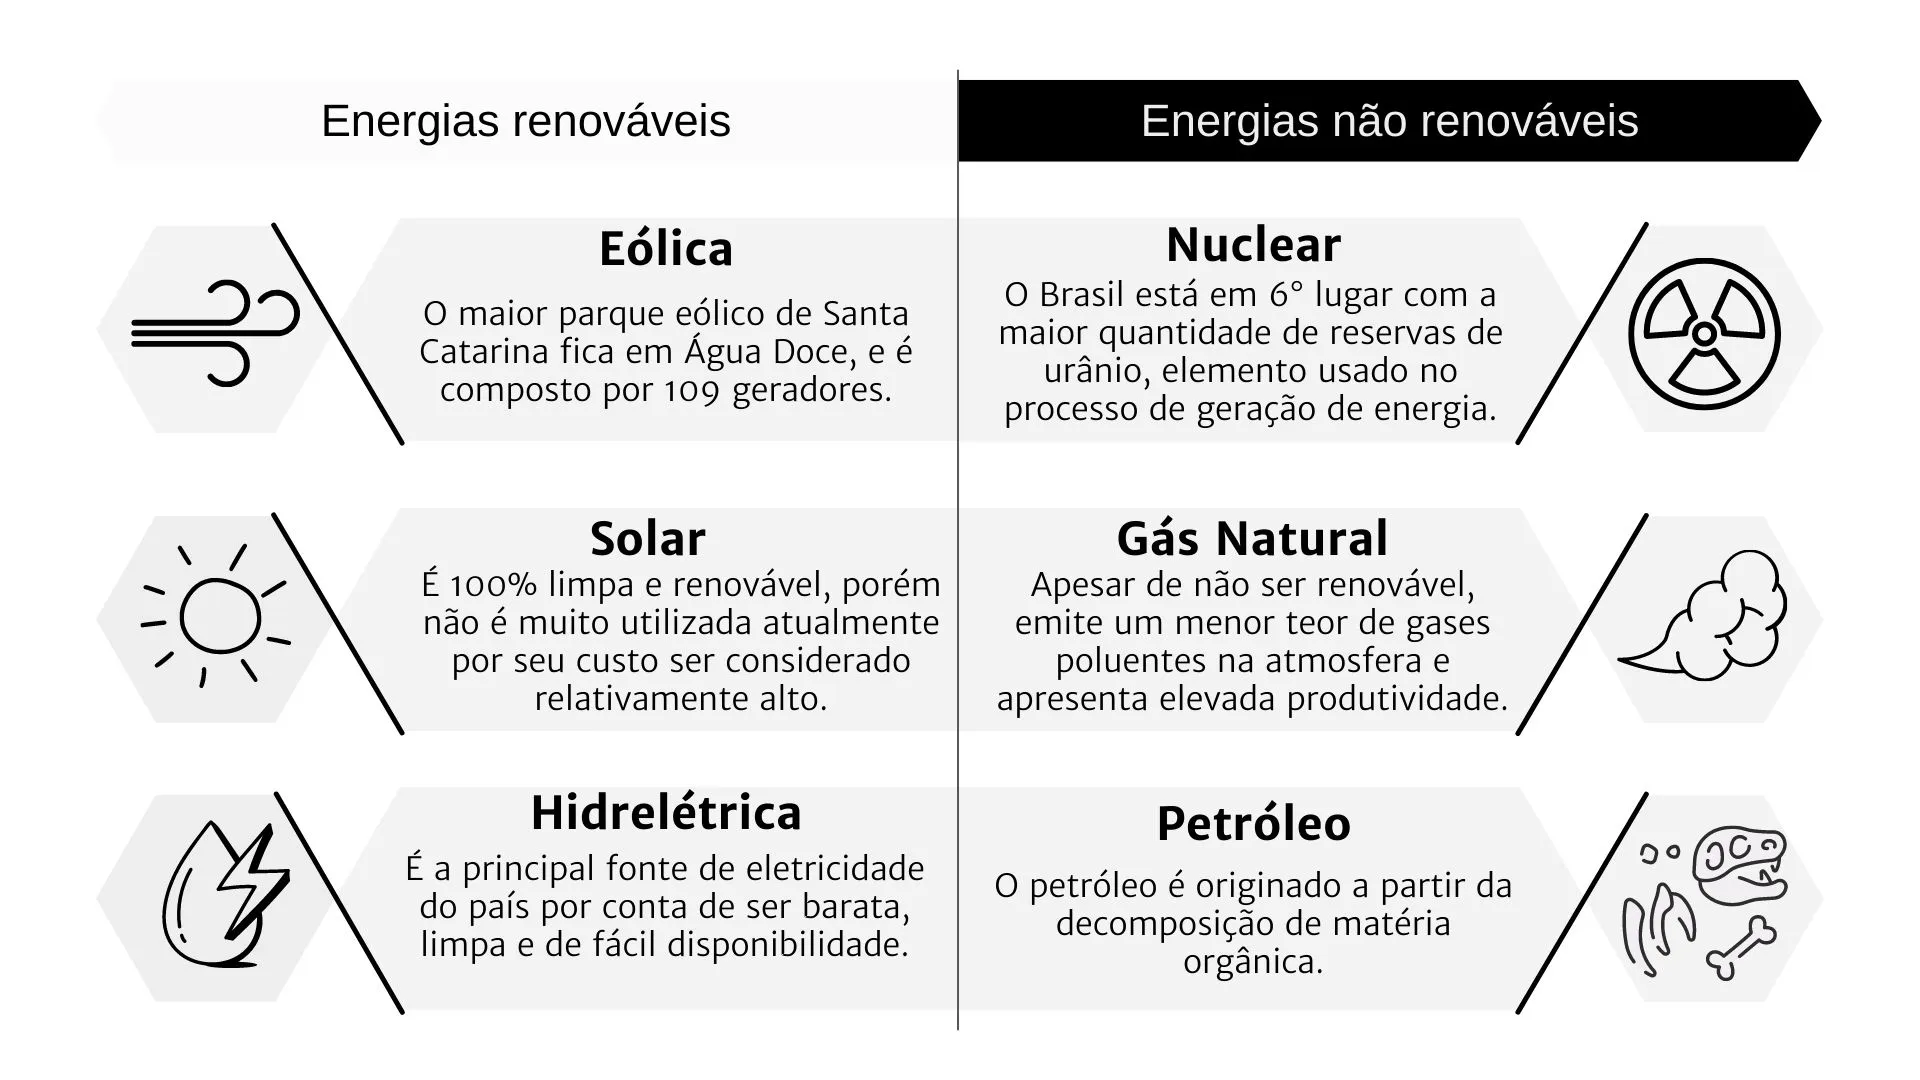 Energias renováveis
Energias não renováveis
Eólica
O maior parque eólico de Santa
Catarina fica em Água Doce, e é
composto por 109 geradores.
Nuclear
O Brasil está em 6° lugar com a
maior quantidade de reservas de
urânio, elemento usado no
processo de geração de energia.
Solar
É 100% limpa e renovável, porém
não é muito utilizada atualmente
por seu custo ser considerado
relativamente alto.
Gás Natural
Apesar de não ser renovável,
emite um menor teor de gases
poluentes na atmosfera e
apresenta elevada produtividade.
Hidrelétrica
É a principal fonte de eletricidade
do país por conta de ser barata,
limpa e de fácil disponibilidade.
Petróleo
O petróleo é originado a partir da
decomposição de matéria
orgânica.